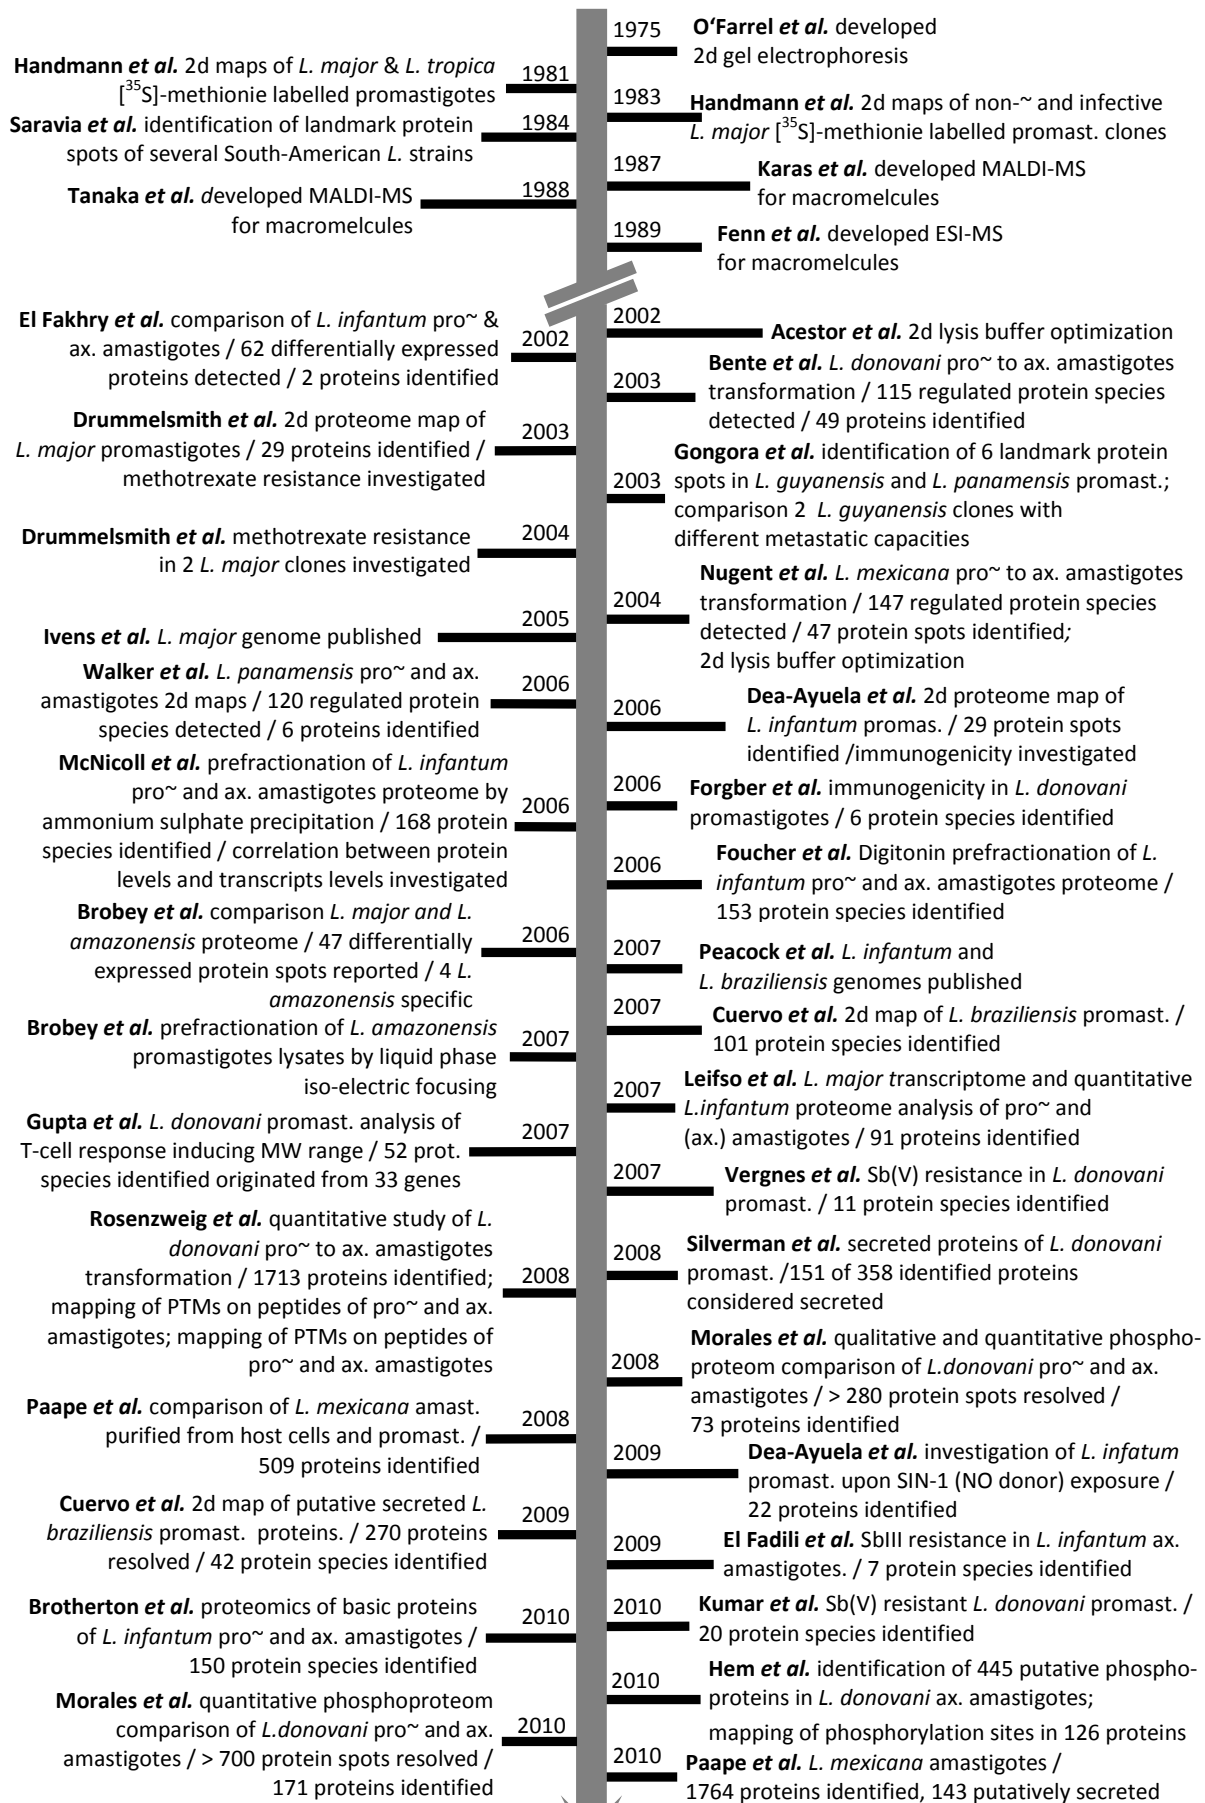 1975
O‘Farrel et al. developed
2d gel electrophoresis
1981
Handmann et al. 2d maps of L. major & L. tropica
[35S]-methionie labelled promastigotes
1983
Handmann et al. 2d maps of non-~ and infective
L. major [35S]-methionie labelled promast. clones
1984
Saravia et al. identification of landmark protein
spots of several South-American L. strains
1987
Karas et al. developed MALDI-MS
for macromelcules
1988
Tanaka et al. developed MALDI-MS
for macromelcules
1989
Fenn et al. developed ESI-MS
for macromelcules
2002
Acestor et al. 2d lysis buffer optimization
2002
El Fakhry et al. comparison of L. infantum pro~ &
ax. amastigotes / 62 differentially expressed
proteins detected / 2 proteins identified
2003
Bente et al. L. donovani pro~ to ax. amastigotes
transformation / 115 regulated protein species
detected / 49 proteins identified
2003
Drummelsmith et al. 2d proteome map of
L. major promastigotes / 29 proteins identified /
methotrexate resistance investigated
2003
Gongora et al. identification of 6 landmark protein
spots in L. guyanensis and L. panamensis promast.;
comparison 2 L. guyanensis clones with
different metastatic capacities
2004
Drummelsmith et al. methotrexate resistance
in 2 L. major clones investigated
2004
Nugent et al. L. mexicana pro~ to ax. amastigotes
transformation / 147 regulated protein species
detected / 47 protein spots identified;
2d lysis buffer optimization
2005
Ivens et al. L. major genome published
2006
Walker et al. L. panamensis pro~ and ax.
amastigotes 2d maps / 120 regulated protein
species detected / 6 proteins identified
2006
Dea-Ayuela et al. 2d proteome map of
L. infantum promas. / 29 protein spots
identified /immunogenicity investigated
2006
McNicoll et al. prefractionation of L. infantum
pro~ and ax. amastigotes proteome by
ammonium sulphate precipitation / 168 protein
species identified / correlation between protein
levels and transcripts levels investigated
2006
Forgber et al. immunogenicity in L. donovani
promastigotes / 6 protein species identified
2006
Foucher et al. Digitonin prefractionation of L.
infantum pro~ and ax. amastigotes proteome /
153 protein species identified
2006
Brobey et al. comparison L. major and L.
amazonensis proteome / 47 differentially
expressed protein spots reported / 4 L.
amazonensis specific
2007
Peacock et al. L. infantum and
L. braziliensis genomes published
2007
Cuervo et al. 2d map of L. braziliensis promast. /
101 protein species identified
2007
Brobey et al. prefractionation of L. amazonensis
promastigotes lysates by liquid phase
iso-electric focusing
2007
Leifso et al. L. major transcriptome and quantitative
L.infantum proteome analysis of pro~ and
(ax.) amastigotes / 91 proteins identified
2007
Gupta et al. L. donovani promast. analysis of
T-cell response inducing MW range / 52 prot.
species identified originated from 33 genes
2007
Vergnes et al. Sb(V) resistance in L. donovani
promast. / 11 protein species identified
2008
Rosenzweig et al. quantitative study of L.
donovani pro~ to ax. amastigotes
transformation / 1713 proteins identified;
mapping of PTMs on peptides of pro~ and ax.
amastigotes; mapping of PTMs on peptides of
pro~ and ax. amastigotes
2008
Silverman et al. secreted proteins of L. donovani
promast. /151 of 358 identified proteins
considered secreted
2008
Morales et al. qualitative and quantitative phospho-
proteom comparison of L.donovani pro~ and ax.
amastigotes / > 280 protein spots resolved /
73 proteins identified
2008
Paape et al. comparison of L. mexicana amast.
purified from host cells and promast. /
509 proteins identified
2009
Dea-Ayuela et al. investigation of L. infatum
promast. upon SIN-1 (NO donor) exposure /
22 proteins identified
2009
Cuervo et al. 2d map of putative secreted L.
braziliensis promast. proteins. / 270 proteins
resolved / 42 protein species identified
2009
El Fadili et al. SbIII resistance in L. infantum ax.
amastigotes. / 7 protein species identified
2010
Brotherton et al. proteomics of basic proteins
of L. infantum pro~ and ax. amastigotes /
150 protein species identified
2010
Kumar et al. Sb(V) resistant L. donovani promast. /
20 protein species identified
2010
Hem et al. identification of 445 putative phospho-
proteins in L. donovani ax. amastigotes;
mapping of phosphorylation sites in 126 proteins
2010
Morales et al. quantitative phosphoproteom
comparison of L.donovani pro~ and ax.
amastigotes / > 700 protein spots resolved /
171 proteins identified
2010
Paape et al. L. mexicana amastigotes /
1764 proteins identified, 143 putatively secreted